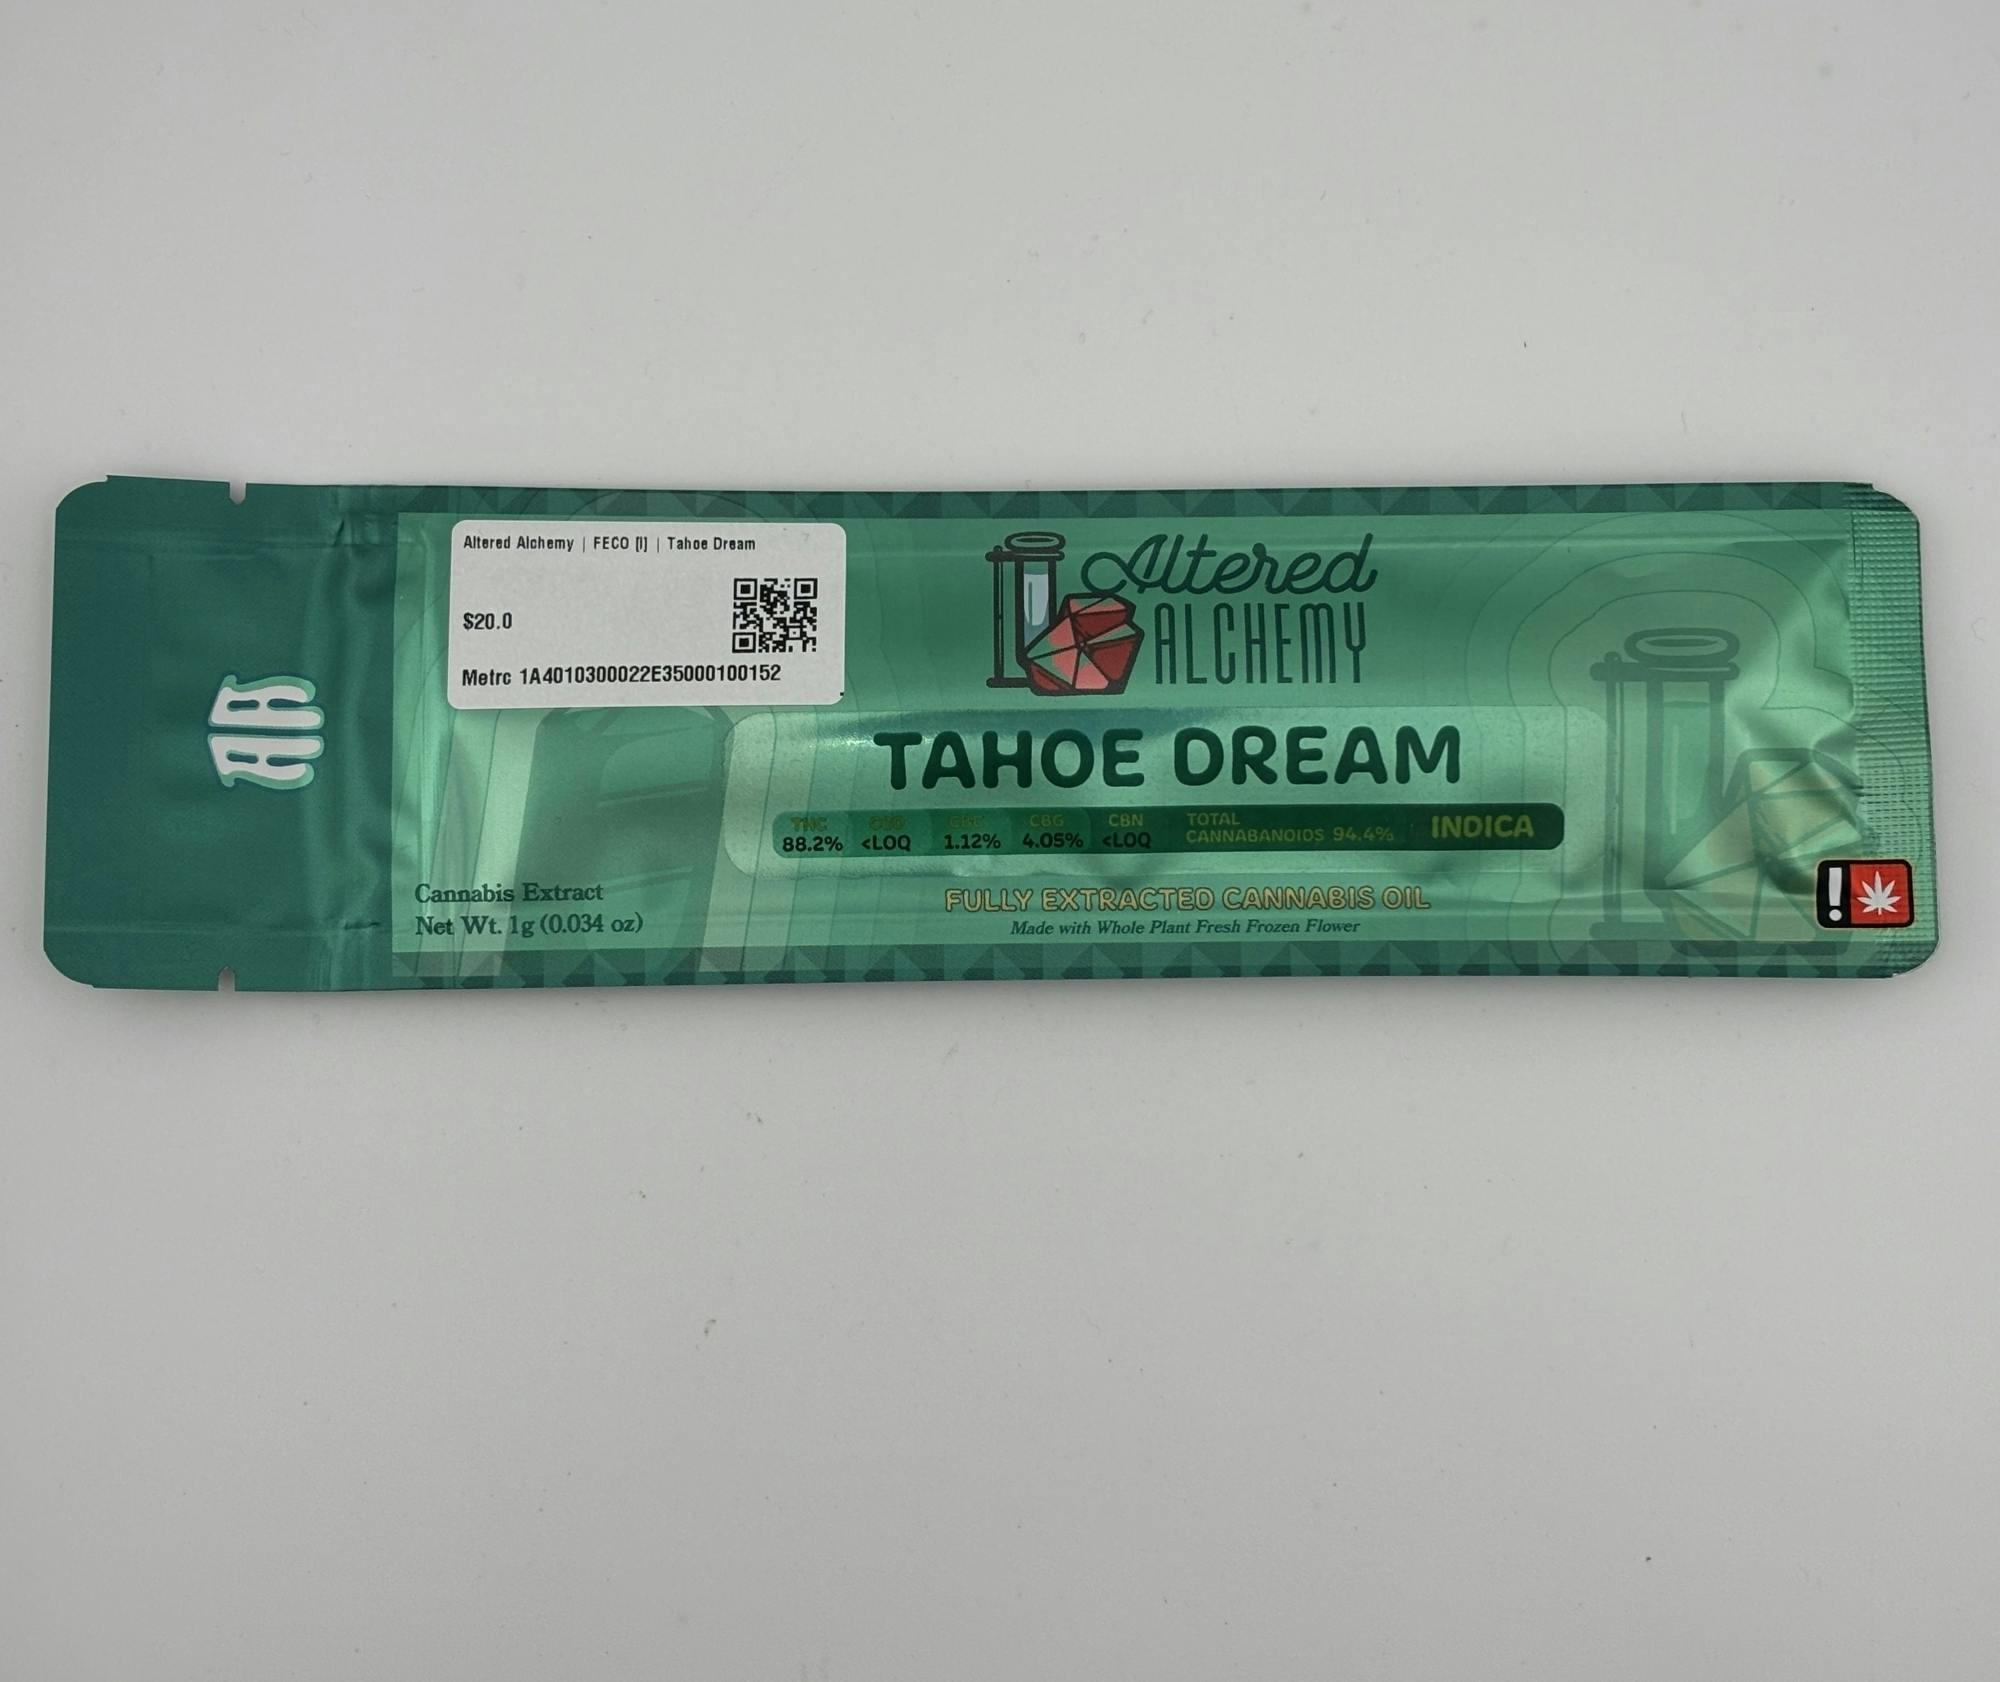 Altered Alchemy | FECO [I] | Tahoe Dream
$20.0
Metrc 1A4010300022E35000100152
Altered
ALCHEMY
TAHOE DREAM
THC CBD CBC CBG CBN
88.2% <LOQ 1.12% 4.05% <LOQ
TOTAL
CANNABANOIDS 94.4%
INDICA
Cannabis Extract
Net Wt. 1g (0.034 oz)
FULLY EXTRACTED CANNABIS OIL
Made with Whole Plant Fresh Frozen Flower
!